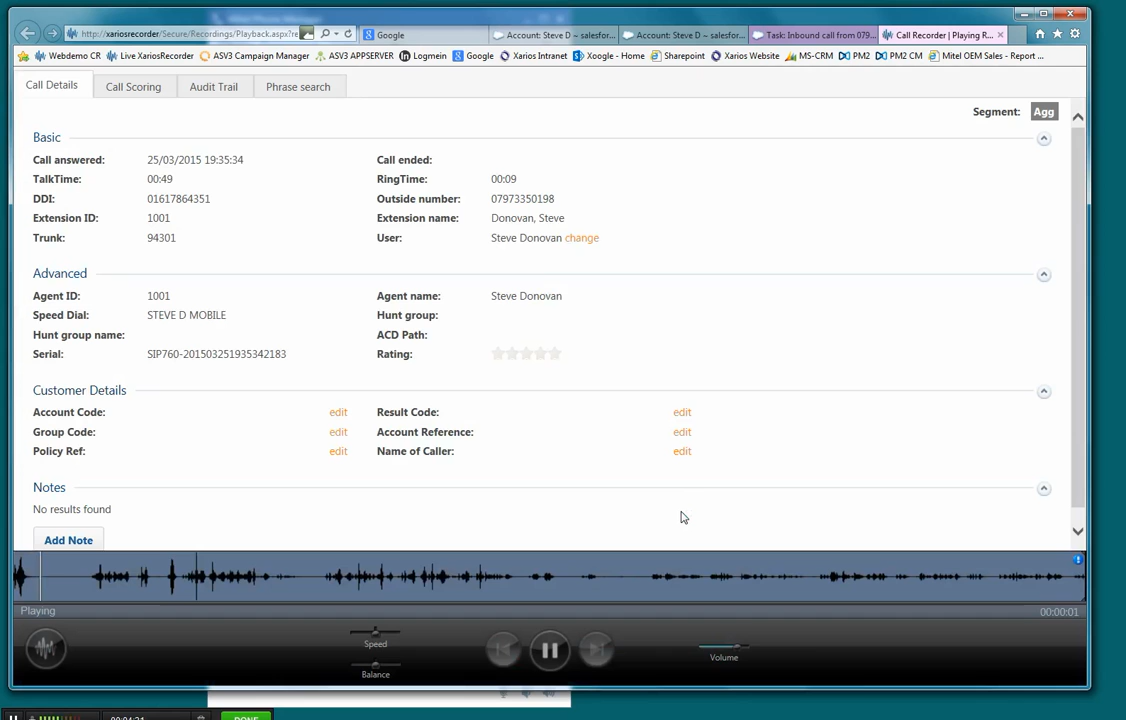 http://xariosrecorder/Secure/Recordings/Playback.aspx?re
Google
Account: Steve D ~ salesfor...
Account: Steve D ~ salesfor...
Task: Inbound call from 079...
Call Recorder | Playing R...
Webdemo CR
Live XariosRecorder
ASV3 Campaign Manager
ASV3 APPSERVER
Logmein
Google
Xarios Intranet
Xoogle - Home
Sharepoint
Xarios Website
MS-CRM
PM2
PM2 CM
Mitel OEM Sales - Report ...
Call Details
Call Scoring
Audit Trail
Phrase search
Segment: Agg
Basic
Call answered: 25/03/2015 19:35:34 Call ended:
TalkTime: 00:49 RingTime: 00:09
DDI: 01617864351 Outside number: 07973350198
Extension ID: 1001 Extension name: Donovan, Steve
Trunk: 94301 User: Steve Donovan change
Advanced
Agent ID: 1001 Agent name: Steve Donovan
Speed Dial: STEVE D MOBILE Hunt group:
Hunt group name: ACD Path:
Serial: SIP760-201503251935342183 Rating:
Customer Details
Account Code: edit Result Code: edit
Group Code: edit Account Reference: edit
Policy Ref: edit Name of Caller: edit
Notes
No results found
Add Note
Playing 00:00:01
Speed
Balance
Volume
DONE